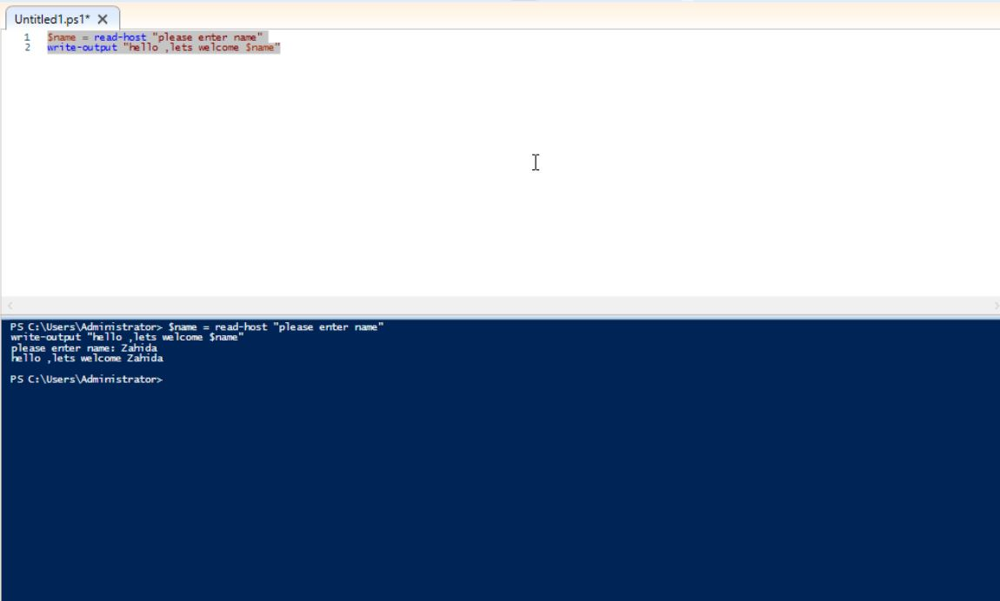 Untitled1.ps1* X
1 $name = read-host "please enter name"
2 write-output "hello ,lets welcome $name"
PS C:\Users\Administrator> $name = read-host "please enter name"
write-output "hello ,lets welcome $name"
please enter name: Zahida
hello ,lets welcome Zahida
PS C:\Users\Administrator>